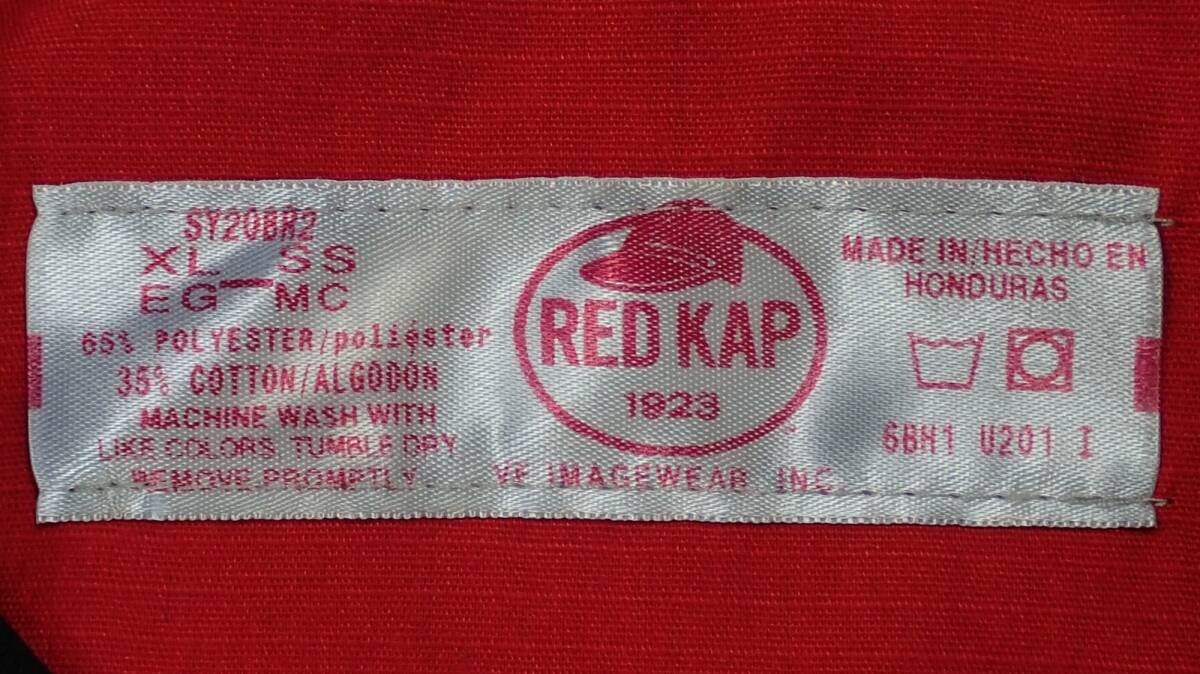 SY20BR2
XL—SS
EG—MC
65% POLYESTER/poliéster
35% COTTON/ALGODON
MACHINE WASH WITH
LIKE COLORS, TUMBLE DRY
REMOVE PROMPTLY
RED KAP
1923
VF IMAGEWEAR INC
MADE IN/HECHO EN
HONDURAS
6BH1 U201 I